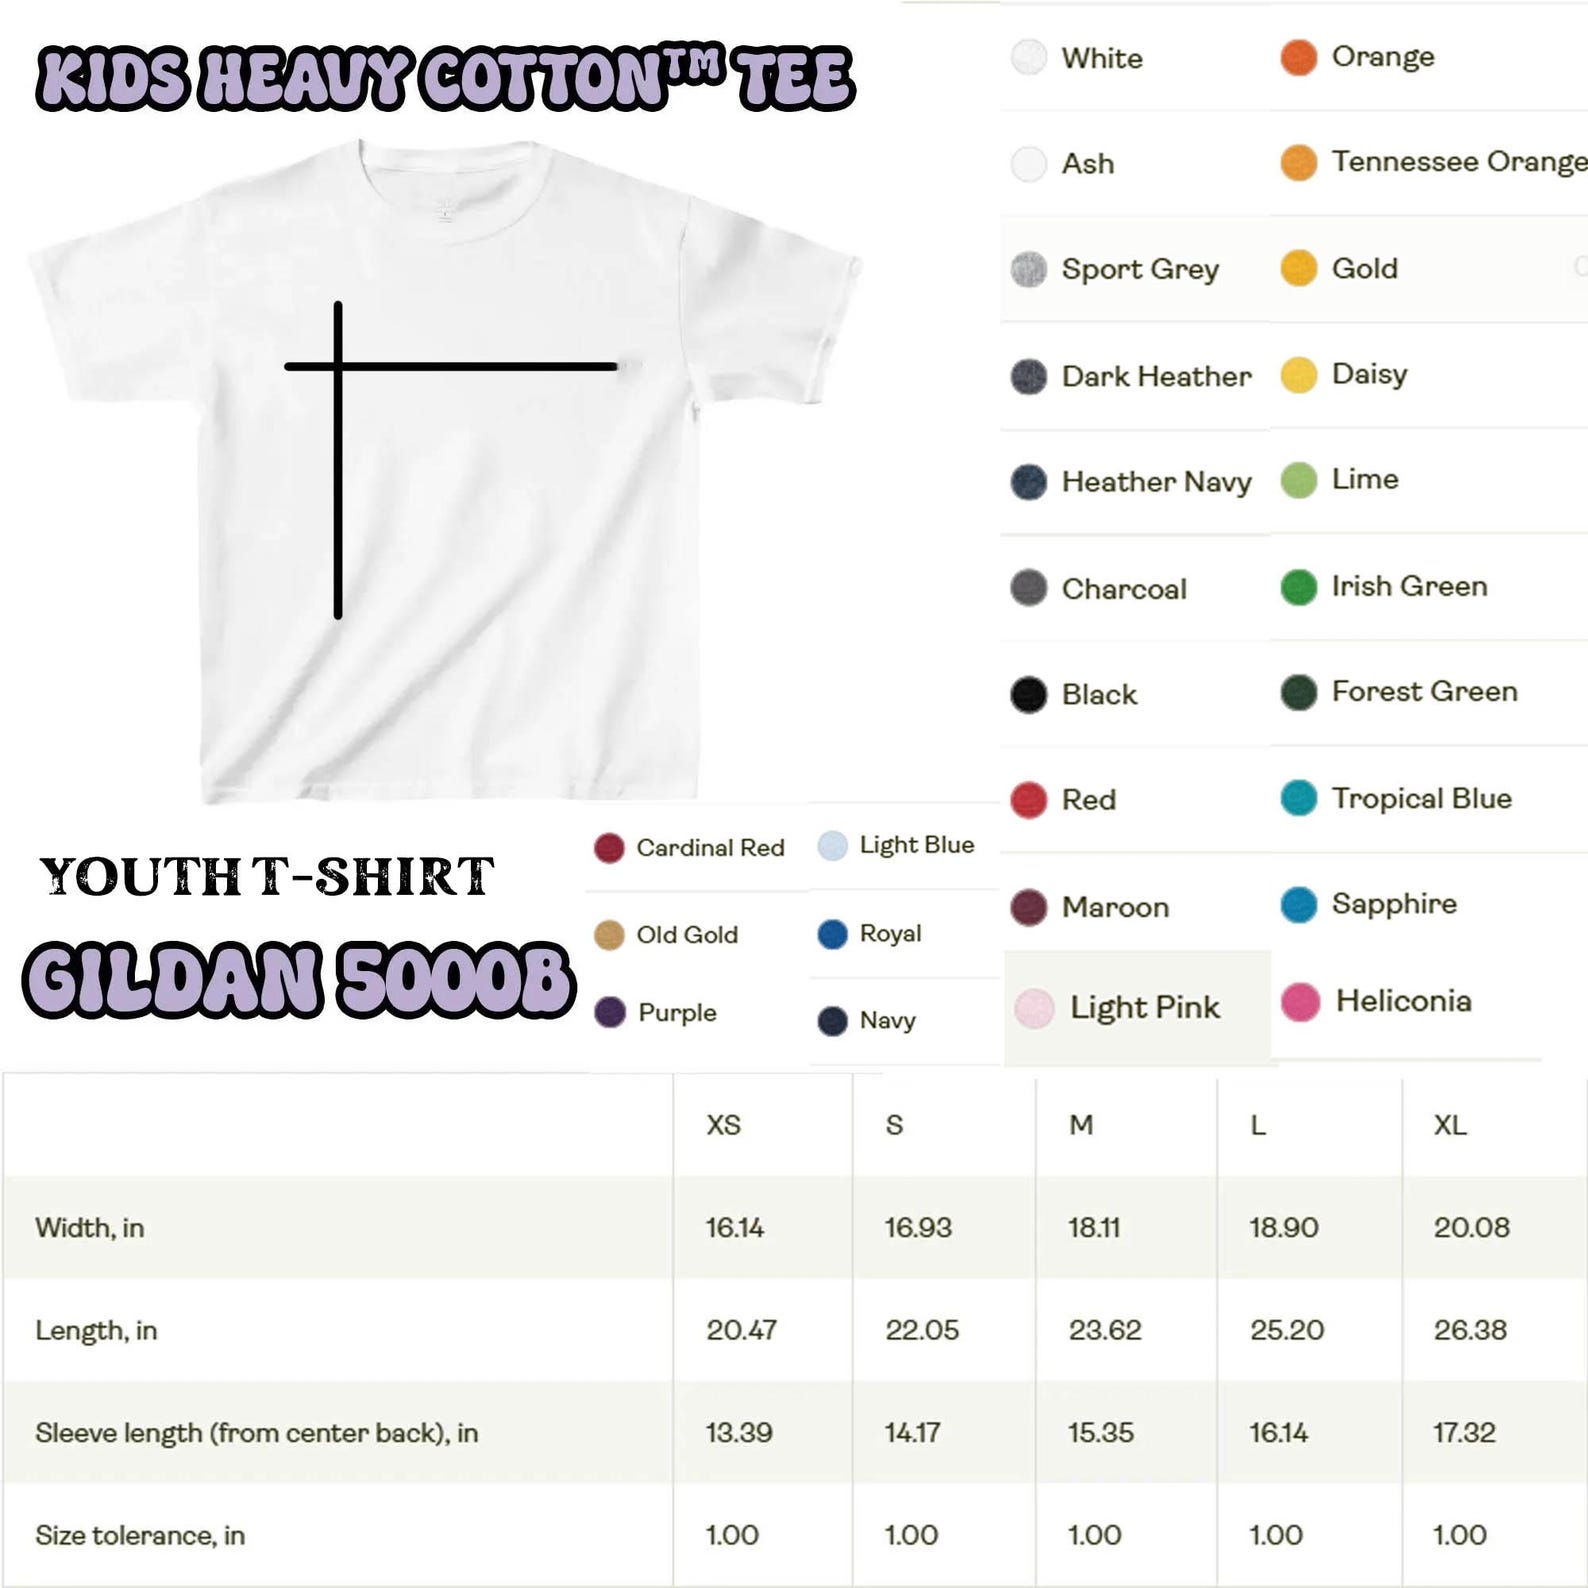 KIDS HEAVY COTTON™ TEE
White
Orange
Ash
Tennessee Orange
Sport Grey
Gold
Dark Heather
Daisy
Heather Navy
Lime
Charcoal
Irish Green
Black
Forest Green
Red
Tropical Blue
Maroon
Sapphire
Light Pink
Heliconia
Cardinal Red
Light Blue
Old Gold
Royal
Purple
Navy
YOUTH T-SHIRT
GILDAN 5000B
XS S M L XL
Width, in 16.14 16.93 18.11 18.90 20.08
Length, in 20.47 22.05 23.62 25.20 26.38
Sleeve length (from center back), in 13.39 14.17 15.35 16.14 17.32
Size tolerance, in 1.00 1.00 1.00 1.00 1.00